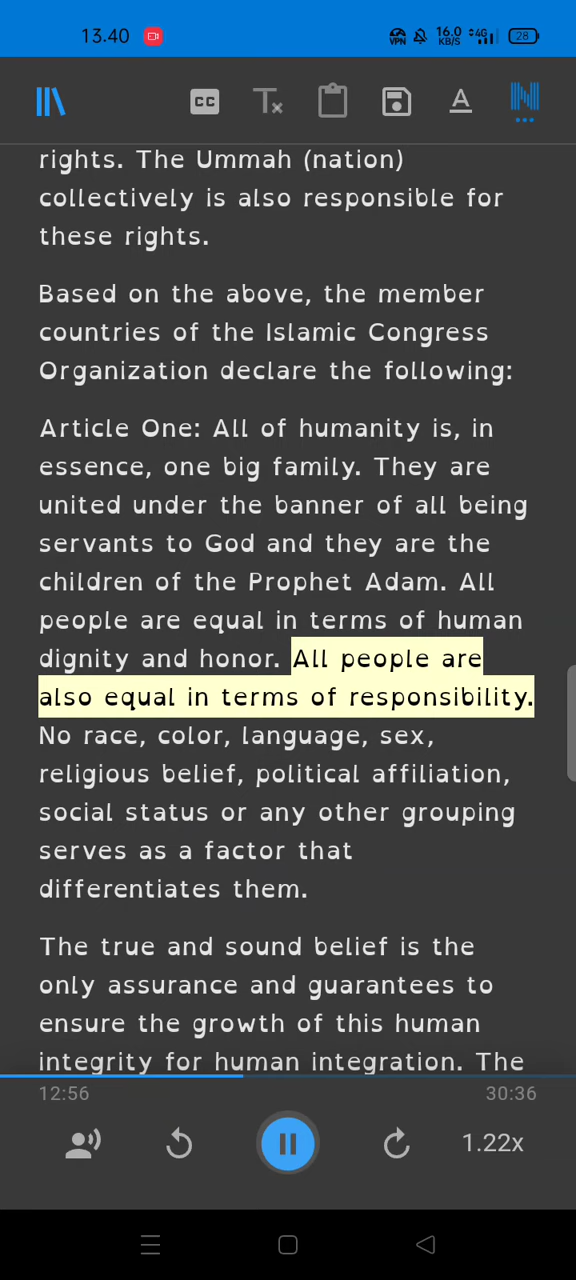 13.40
VPN 16.0 KB/S 4G 28
CC
rights. The Ummah (nation)
collectively is also responsible for
these rights.
Based on the above, the member
countries of the Islamic Congress
Organization declare the following:
Article One: All of humanity is, in
essence, one big family. They are
united under the banner of all being
servants to God and they are the
children of the Prophet Adam. All
people are equal in terms of human
dignity and honor. All people are
also equal in terms of responsibility.
No race, color, language, sex,
religious belief, political affiliation,
social status or any other grouping
serves as a factor that
differentiates them.
The true and sound belief is the
only assurance and guarantees to
ensure the growth of this human
integrity for human integration. The
12:56 30:36
1.22x